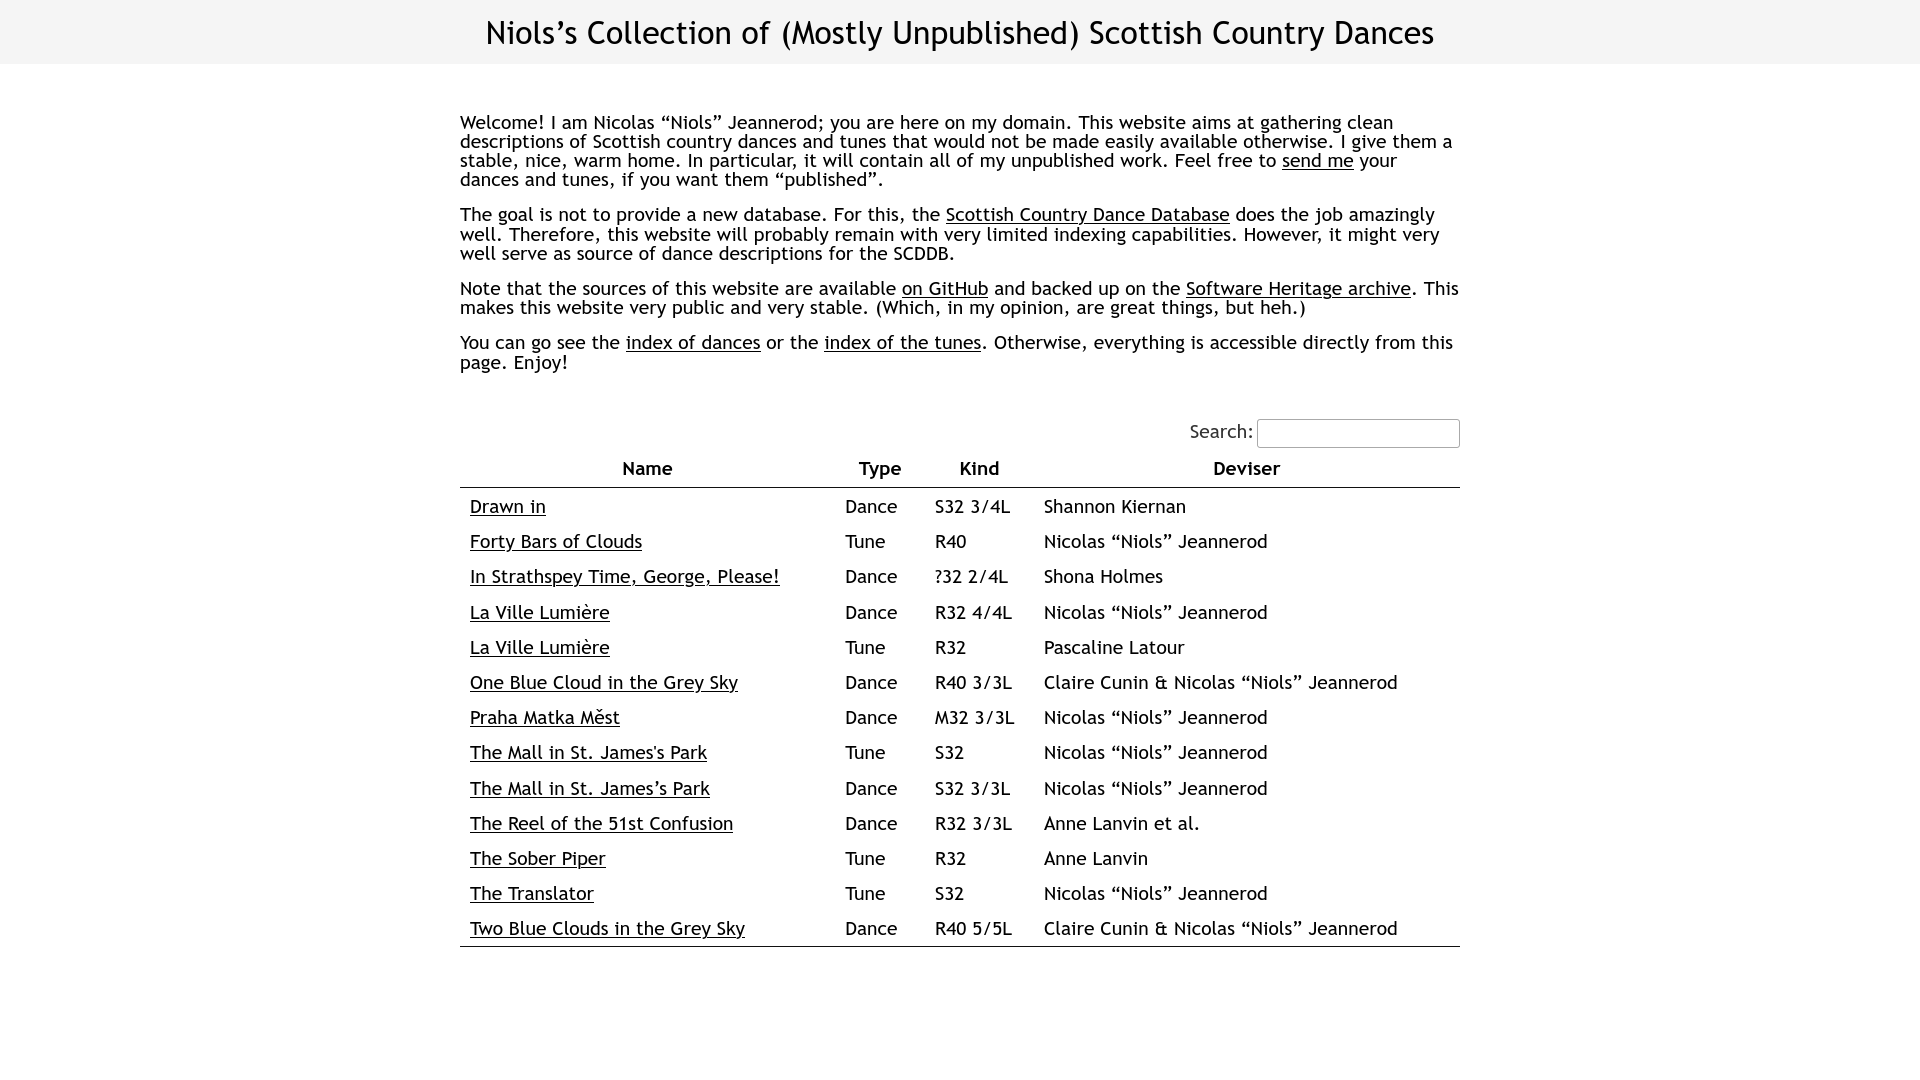 Niols’s Collection of (Mostly Unpublished) Scottish Country Dances
Welcome! I am Nicolas “Niols” Jeannerod; you are here on my domain. This website aims at gathering clean
descriptions of Scottish country dances and tunes that would not be made easily available otherwise. I give them a
stable, nice, warm home. In particular, it will contain all of my unpublished work. Feel free to send me your
dances and tunes, if you want them “published”.
The goal is not to provide a new database. For this, the Scottish Country Dance Database does the job amazingly
well. Therefore, this website will probably remain with very limited indexing capabilities. However, it might very
well serve as source of dance descriptions for the SCDDB.
Note that the sources of this website are available on GitHub and backed up on the Software Heritage archive. This
makes this website very public and very stable. (Which, in my opinion, are great things, but heh.)
You can go see the index of dances or the index of the tunes. Otherwise, everything is accessible directly from this
page. Enjoy!
Search:
Name Type Kind Deviser
Drawn in Dance S32 3/4L Shannon Kiernan
Forty Bars of Clouds Tune R40 Nicolas “Niols” Jeannerod
In Strathspey Time, George, Please! Dance ?32 2/4L Shona Holmes
La Ville Lumière Dance R32 4/4L Nicolas “Niols” Jeannerod
La Ville Lumière Tune R32 Pascaline Latour
One Blue Cloud in the Grey Sky Dance R40 3/3L Claire Cunin & Nicolas “Niols” Jeannerod
Praha Matka Měst Dance M32 3/3L Nicolas “Niols” Jeannerod
The Mall in St. James's Park Tune S32 Nicolas “Niols” Jeannerod
The Mall in St. James’s Park Dance S32 3/3L Nicolas “Niols” Jeannerod
The Reel of the 51st Confusion Dance R32 3/3L Anne Lanvin et al.
The Sober Piper Tune R32 Anne Lanvin
The Translator Tune S32 Nicolas “Niols” Jeannerod
Two Blue Clouds in the Grey Sky Dance R40 5/5L Claire Cunin & Nicolas “Niols” Jeannerod